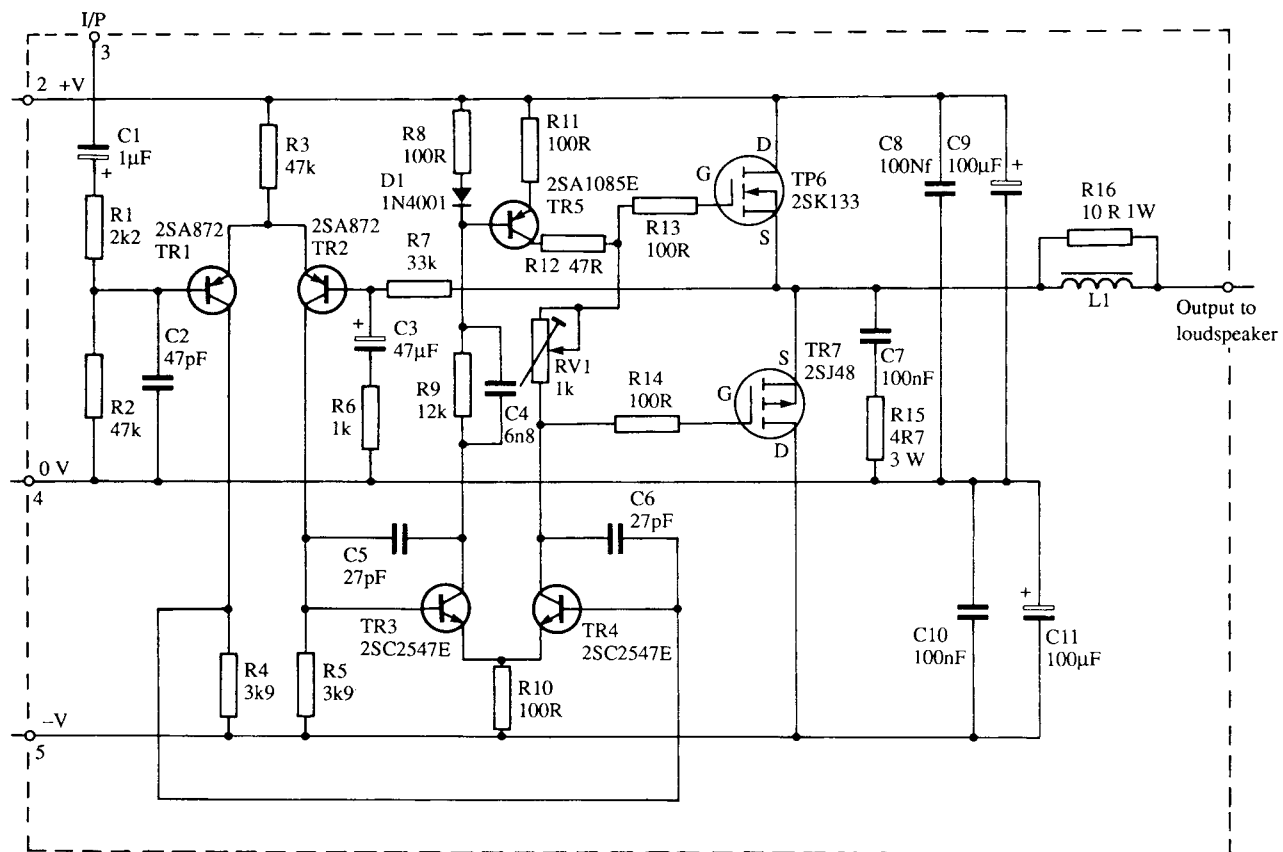 I/P
3
2 +V
C1
1µF
+
R1
2k2
R2
47k
C2
47pF
2SA872
TR1
R3
47k
2SA872
TR2
R7
33k
+
C3
47µF
R6
1k
R8
100R
D1
1N4001
R9
12k
C4
6n8
R11
100R
2SA1085E
TR5
R12 47R
RV1
1k
R13
100R
G
D
S
TP6
2SK133
R14
100R
G
S
D
TR7
2SJ48
C7
100nF
R15
4R7
3 W
C8
100Nf
C9
100µF
+
R16
10 R 1W
L1
Output to
loudspeaker
0 V
4
C5
27pF
C6
27pF
TR3
2SC2547E
TR4
2SC2547E
R4
3k9
R5
3k9
R10
100R
C10
100nF
+
C11
100µF
–V
5